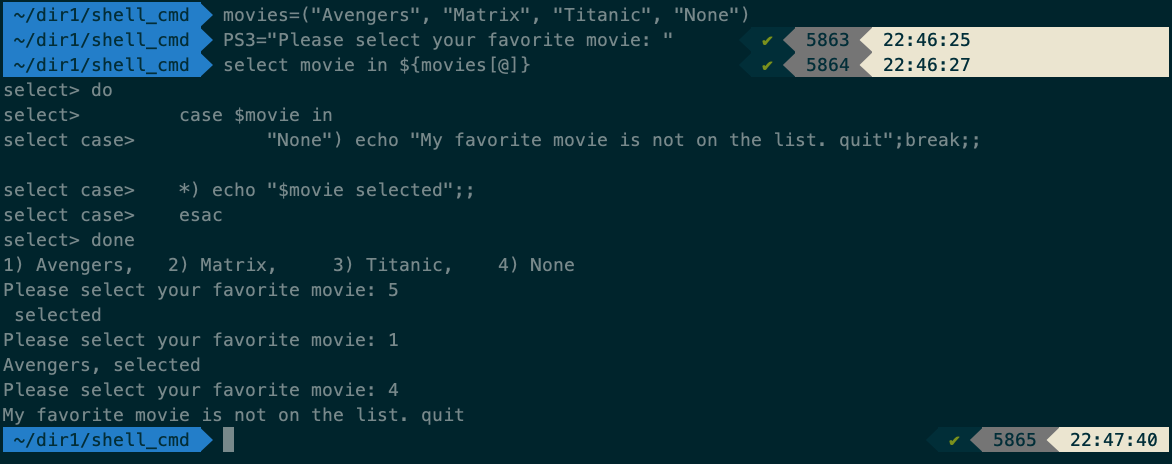 ~/dir1/shell_cmd movies=("Avengers", "Matrix", "Titanic", "None")
~/dir1/shell_cmd PS3="Please select your favorite movie: " ✔ 5863 22:46:25
~/dir1/shell_cmd select movie in ${movies[@]} ✔ 5864 22:46:27
select> do
select> case $movie in
select case> "None") echo "My favorite movie is not on the list. quit";break;;
select case> *) echo "$movie selected";;
select case> esac
select> done
1) Avengers, 2) Matrix, 3) Titanic, 4) None
Please select your favorite movie: 5
selected
Please select your favorite movie: 1
Avengers, selected
Please select your favorite movie: 4
My favorite movie is not on the list. quit
~/dir1/shell_cmd ✔ 5865 22:47:40